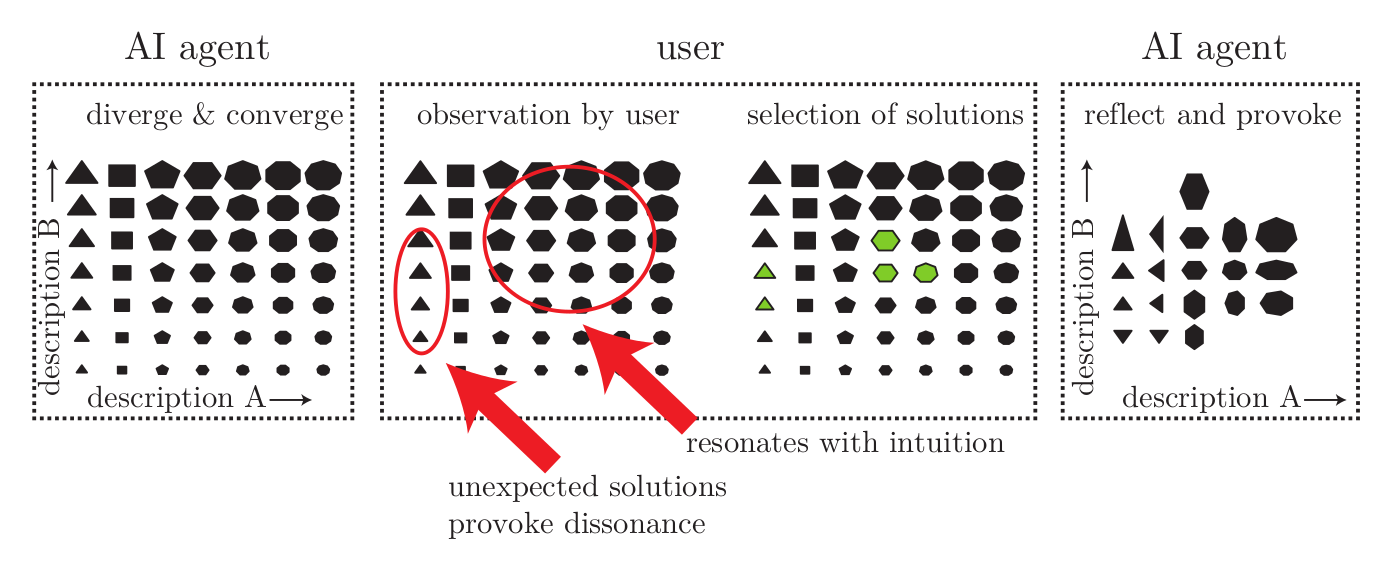 AI agent
user
AI agent
diverge & converge
observation by user
selection of solutions
reflect and provoke
description B
description A
description B
description A
resonates with intuition
unexpected solutions
provoke dissonance